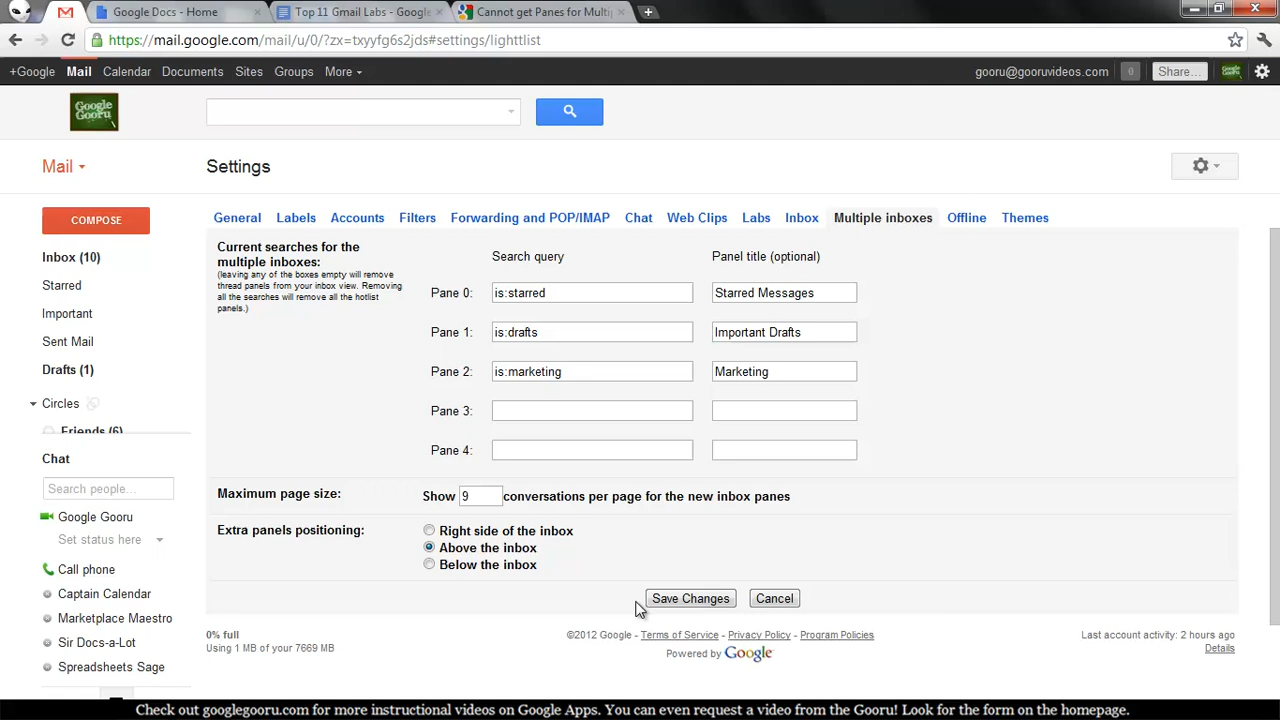 Google Docs - Home
Top 11 Gmail Labs - Google
Cannot get Panes for Multip
https://mail.google.com/mail/u/0/?zx=txyyfg6s2jds#settings/lighttlist
+Google Mail Calendar Documents Sites Groups More
gooru@gooruvideos.com 0 Share...
Google Gooru
Mail
Settings
COMPOSE
General Labels Accounts Filters Forwarding and POP/IMAP Chat Web Clips Labs Inbox Multiple inboxes Offline Themes
Inbox (10)
Starred
Important
Sent Mail
Drafts (1)
Circles
Friends (6)
Chat
Search people...
Google Gooru
Set status here
Call phone
Captain Calendar
Marketplace Maestro
Sir Docs-a-Lot
Spreadsheets Sage
Current searches for the
multiple inboxes:
(leaving any of the boxes empty will remove
thread panels from your inbox view. Removing
all the searches will remove all the hotlist
panels.)
Search query Panel title (optional)
Pane 0: is:starred Starred Messages
Pane 1: is:drafts Important Drafts
Pane 2: is:marketing Marketing
Pane 3:
Pane 4:
Maximum page size: Show 9 conversations per page for the new inbox panes
Extra panels positioning: Right side of the inbox
Above the inbox
Below the inbox
Save Changes Cancel
0% full
Using 1 MB of your 7669 MB
©2012 Google - Terms of Service - Privacy Policy - Program Policies
Powered by Google
Last account activity: 2 hours ago
Details
Check out googlegooru.com for more instructional videos on Google Apps. You can even request a video from the Gooru! Look for the form on the homepage.